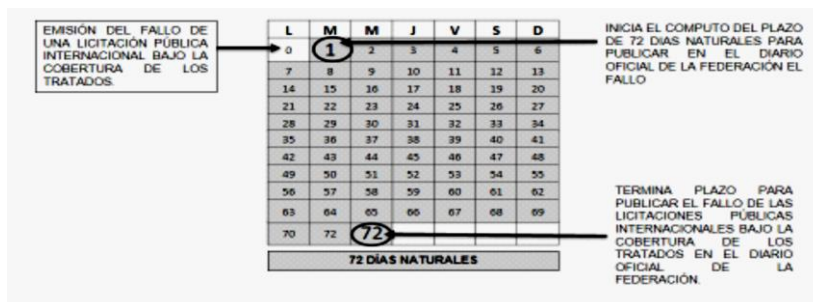 EMISIÓN DEL FALLO DE
UNA LICITACIÓN PÚBLICA
INTERNACIONAL BAJO LA
COBERTURA DE LOS
TRATADOS.
L M M J V S D
0 1 2 3 4 5 6
7 8 9 10 11 12 13
14 15 16 17 18 19 20
21 22 23 24 25 26 27
28 29 30 31 32 33 34
35 36 37 38 39 40 41
42 43 44 45 46 47 48
49 50 51 52 53 54 55
56 57 58 59 60 61 62
63 64 65 66 67 68 69
70 72 72
72 DÍAS NATURALES
INICIA EL COMPUTO DEL PLAZO
DE 72 DIAS NATURALES PARA
PUBLICAR EN EL DIARIO
OFICIAL DE LA FEDERACIÓN EL
FALLO
TERMINA PLAZO PARA
PUBLICAR EL FALLO DE LAS
LICITACIONES PÚBLICAS
INTERNACIONALES BAJO LA
COBERTURA DE LOS
TRATADOS EN EL DIARIO
OFICIAL DE LA
FEDERACIÓN.